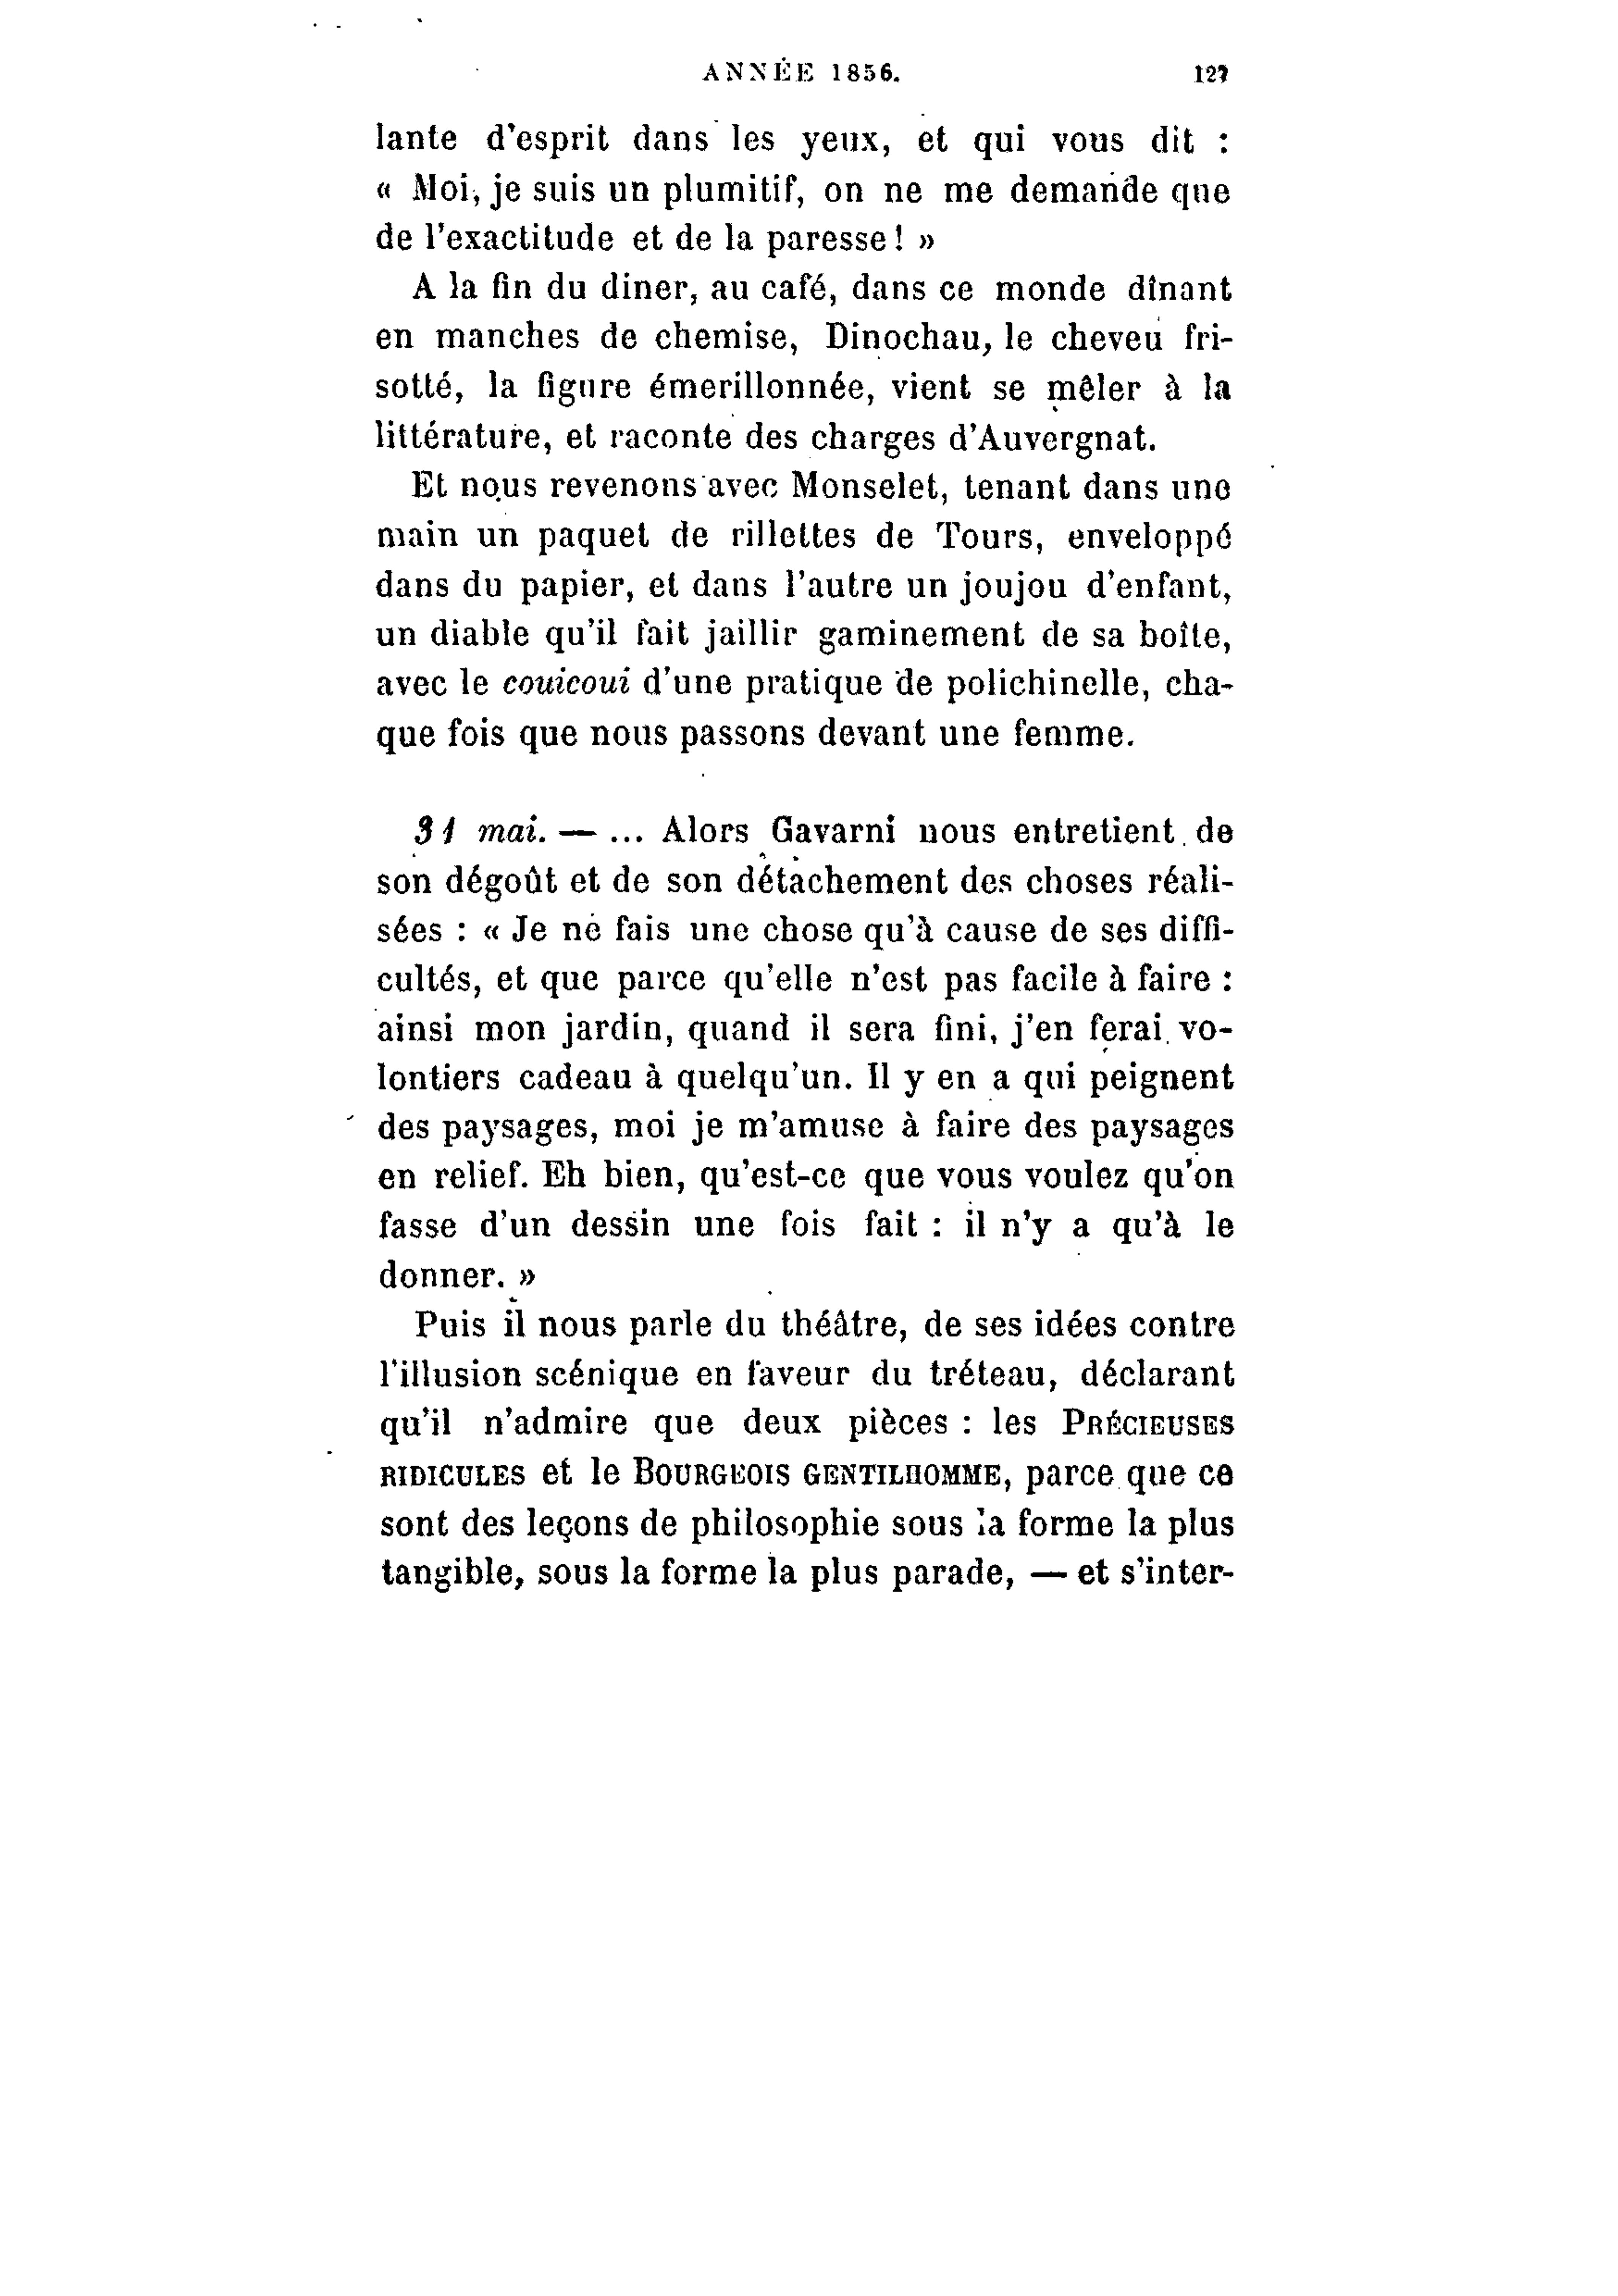 ANNÉE 1856. 127
lante d'esprit dans les yeux, et qui vous dit :
« Moi, je suis un plumitif, on ne me demande que
de l'exactitude et de la paresse ! »
A la fin du diner, au café, dans ce monde dînant
en manches de chemise, Dinochau, le cheveu fri-
sotté, la figure émerillonnée, vient se mêler à la
littérature, et raconte des charges d'Auvergnat.
Et nous revenons avec Monselet, tenant dans une
main un paquet de rillettes de Tours, enveloppé
dans du papier, et dans l'autre un joujou d'enfant,
un diable qu'il fait jaillir gaminement de sa boîte,
avec le couicoui d'une pratique de polichinelle, cha-
que fois que nous passons devant une femme.
31 mai. — ... Alors Gavarni nous entretient de
son dégoût et de son détachement des choses réali-
sées : « Je ne fais une chose qu'à cause de ses diffi-
cultés, et que parce qu'elle n'est pas facile à faire :
ainsi mon jardin, quand il sera fini, j'en ferai vo-
lontiers cadeau à quelqu'un. Il y en a qui peignent
des paysages, moi je m'amuse à faire des paysages
en relief. Eh bien, qu'est-ce que vous voulez qu'on
fasse d'un dessin une fois fait : il n'y a qu'à le
donner. »
Puis il nous parle du théâtre, de ses idées contre
l'illusion scénique en faveur du tréteau, déclarant
qu'il n'admire que deux pièces : les PRÉCIEUSES
RIDICULES et le BOURGEOIS GENTILHOMME, parce que ce
sont des leçons de philosophie sous la forme la plus
tangible, sous la forme la plus parade, — et s'inter-